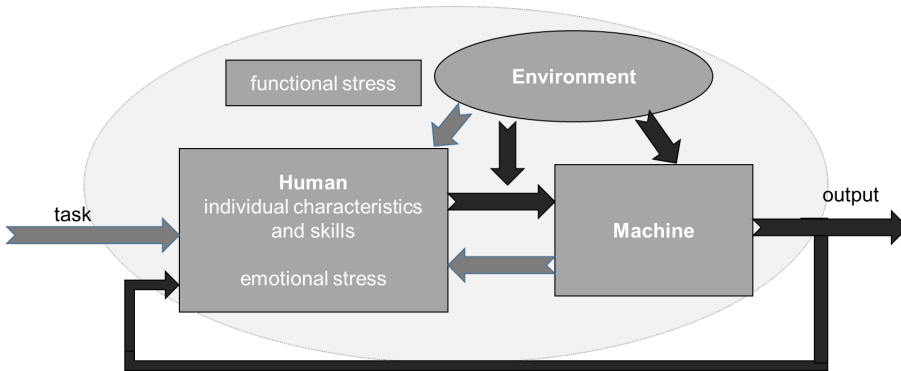 functional stress
Environment
Human
individual characteristics
and skills
emotional stress
task
Machine
output